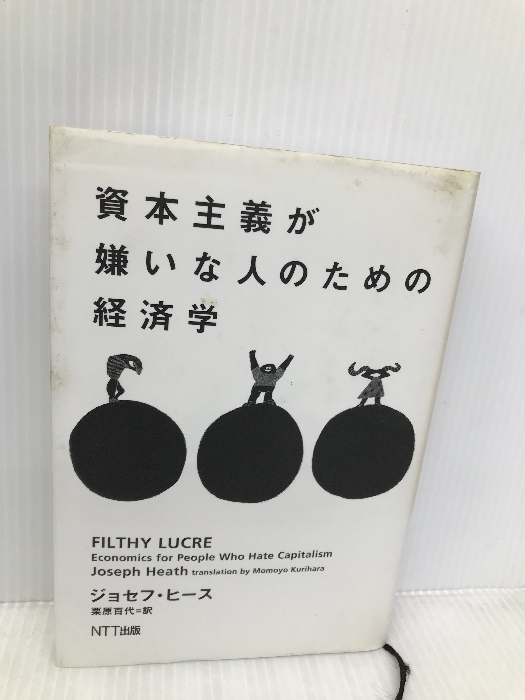 資本主義が
嫌いな人のための
経済学
FILTHY LUCRE
Economics for People Who Hate Capitalism
Joseph Heath translation by Momoyo Kurihara
ジョセフ・ヒース
栗原百代=訳
NTT出版